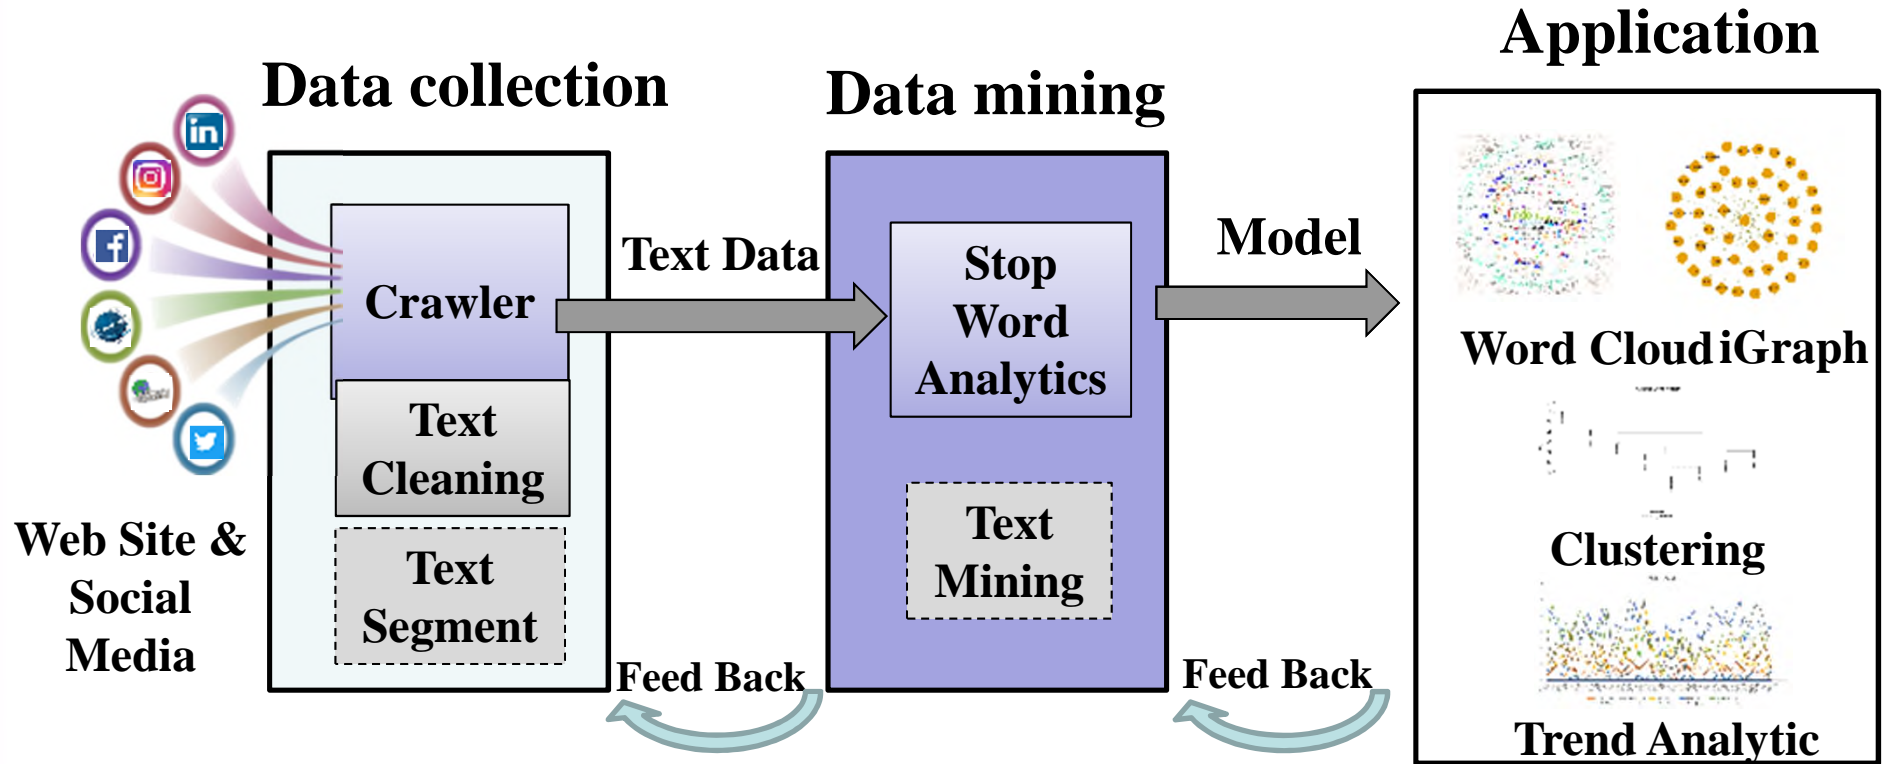 Application
Data collection
Data mining
in
f
Web Site &
Social
Media
Crawler
Text
Cleaning
Text
Segment
Text Data
Feed Back
Stop
Word
Analytics
Text
Mining
Model
Feed Back
Word Cloud iGraph
Clustering
Trend Analytic